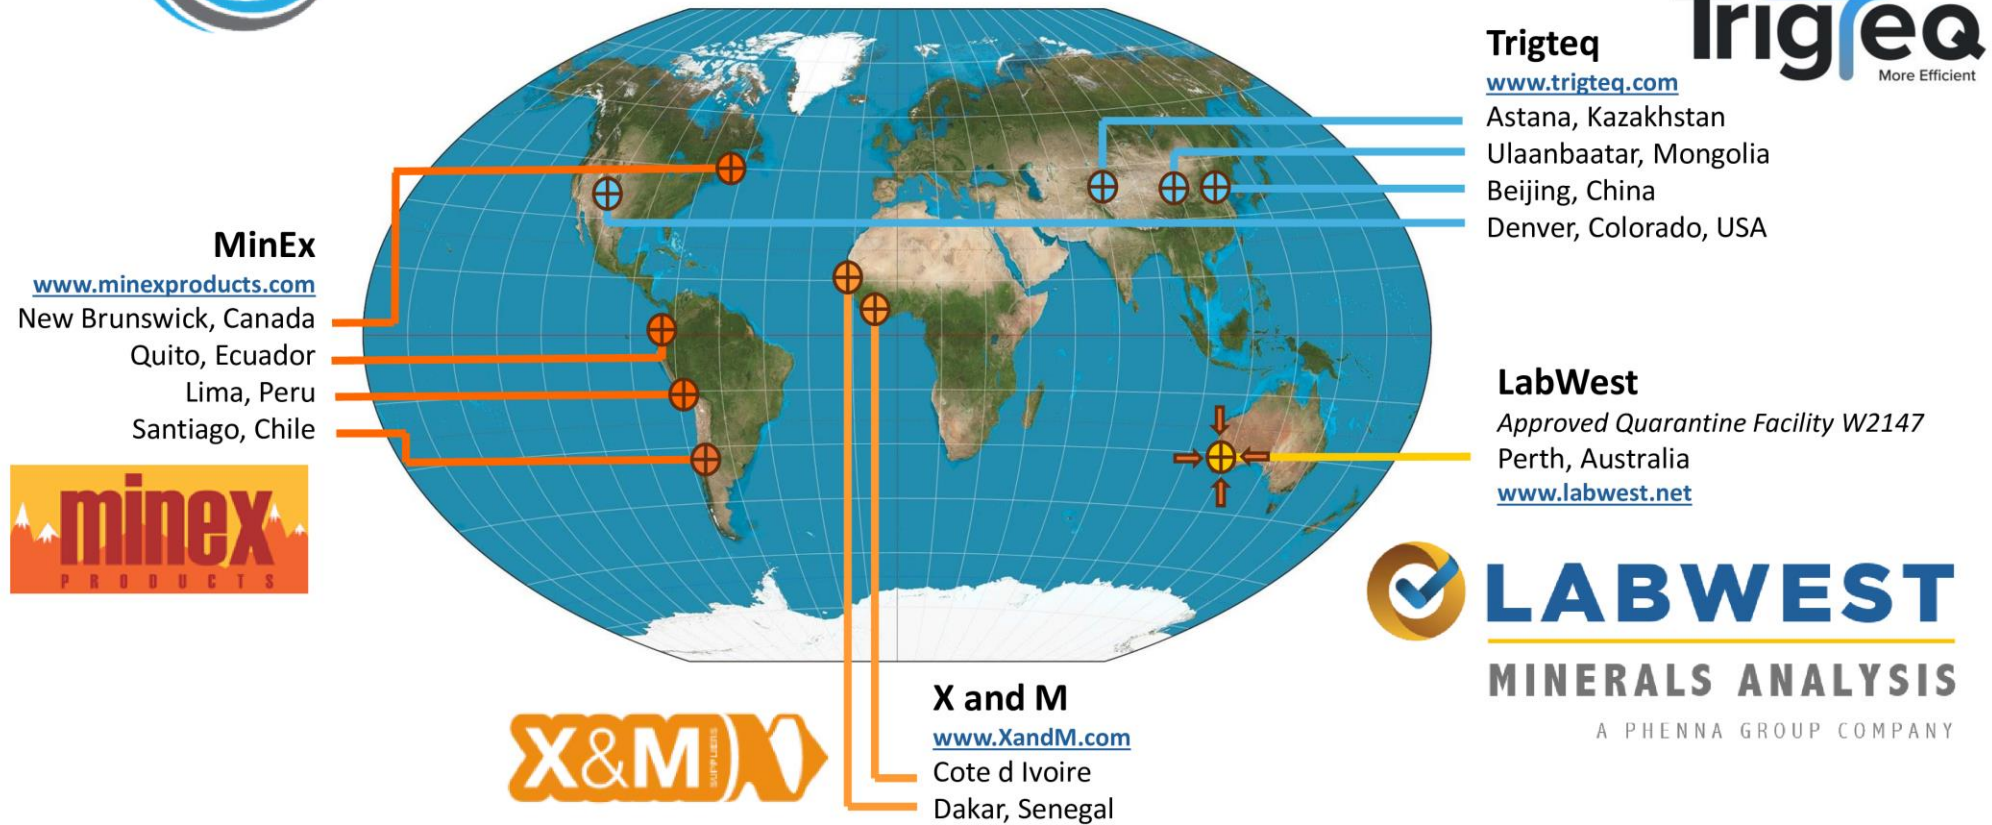 Trigteq
More Efficient
Trigteq
www.trigteq.com
Astana, Kazakhstan
Ulaanbaatar, Mongolia
Beijing, China
Denver, Colorado, USA
MinEx
www.minexproducts.com
New Brunswick, Canada
Quito, Ecuador
Lima, Peru
Santiago, Chile
minex
PRODUCTS
LabWest
Approved Quarantine Facility W2147
Perth, Australia
www.labwest.net
LABWEST
MINERALS ANALYSIS
A PHENNA GROUP COMPANY
X&M
SUPPLIERS
X and M
www.XandM.com
Cote d Ivoire
Dakar, Senegal